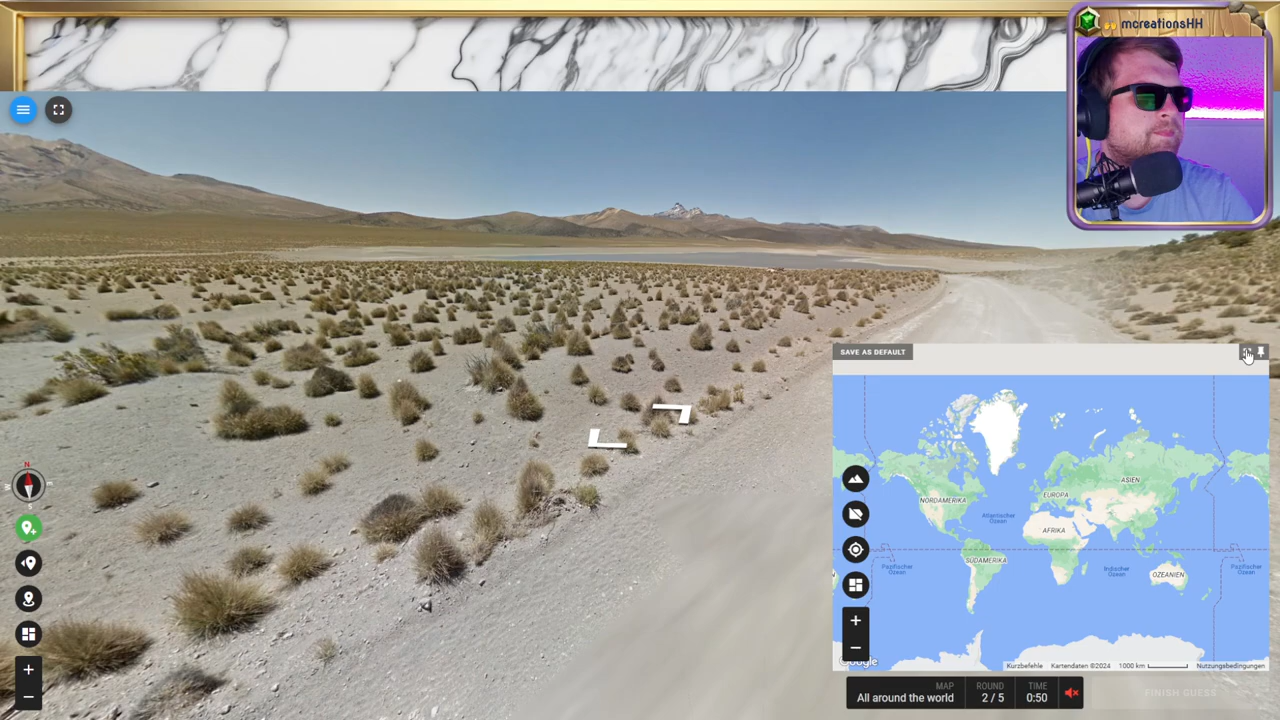 mcreationsHH
SAVE AS DEFAULT
N
S
W
E
NORDAMERIKA
EUROPA
ASIEN
Atlantischer
Ozean
AFRIKA
Pazifischer
Ozean
SÜDAMERIKA
Indischer
Ozean
OZEANIEN
Pazifischer
Ozean
Google
Kurzbefehle
Kartendaten ©2024
1000 km
Nutzungsbedingungen
MAP
All around the world
ROUND
2 / 5
TIME
0:50
FINISH GUESS